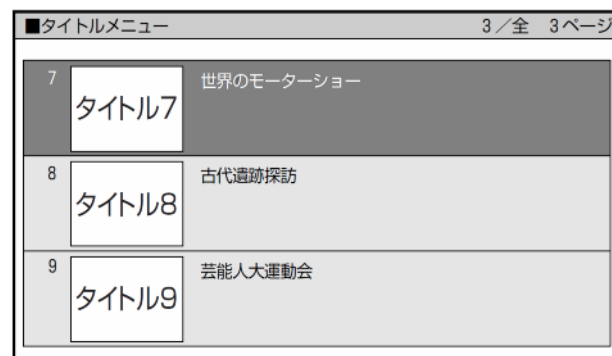 ■タイトルメニュー 3／全 3ページ
7 タイトル7 世界のモーターショー
8 タイトル8 古代遺跡探訪
9 タイトル9 芸能人大運動会